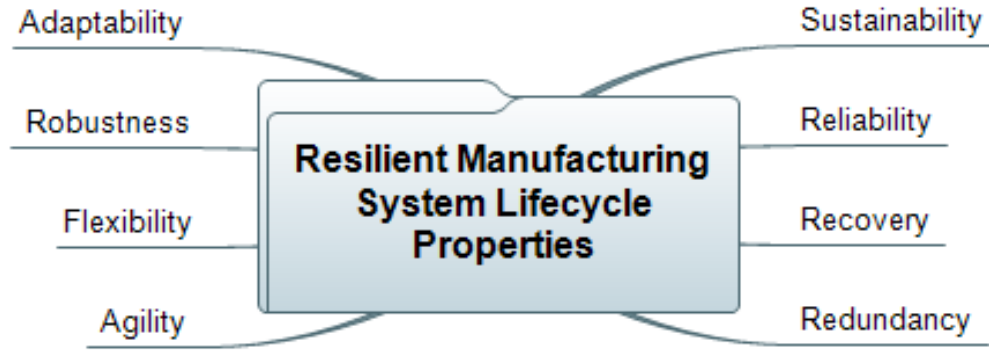 Adaptability
Robustness
Flexibility
Agility
Resilient Manufacturing
System Lifecycle
Properties
Sustainability
Reliability
Recovery
Redundancy